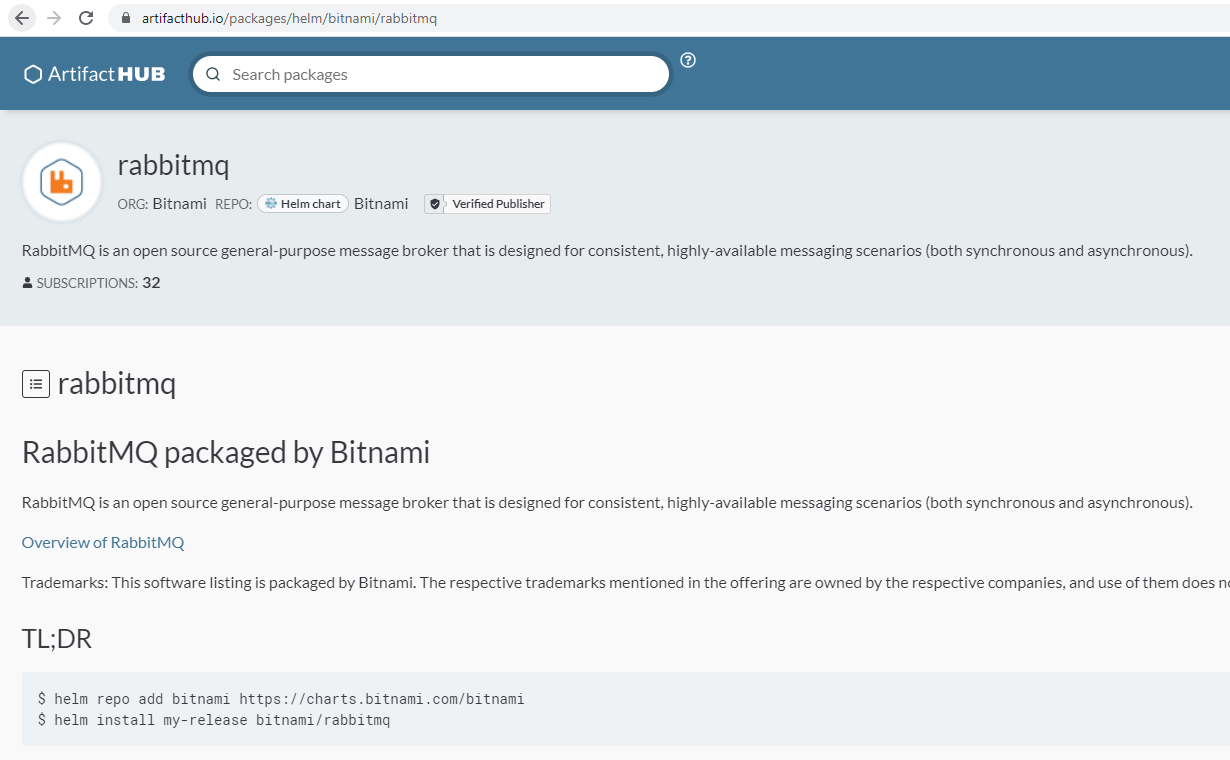 artifacthub.io/packages/helm/bitnami/rabbitmq
ArtifactHUB
Search packages
rabbitmq
ORG: Bitnami REPO: Helm chart Bitnami Verified Publisher
RabbitMQ is an open source general-purpose message broker that is designed for consistent, highly-available messaging scenarios (both synchronous and asynchronous).
SUBSCRIPTIONS: 32
rabbitmq
RabbitMQ packaged by Bitnami
RabbitMQ is an open source general-purpose message broker that is designed for consistent, highly-available messaging scenarios (both synchronous and asynchronous).
Overview of RabbitMQ
Trademarks: This software listing is packaged by Bitnami. The respective trademarks mentioned in the offering are owned by the respective companies, and use of them does
TL;DR
$ helm repo add bitnami https://charts.bitnami.com/bitnami
$ helm install my-release bitnami/rabbitmq